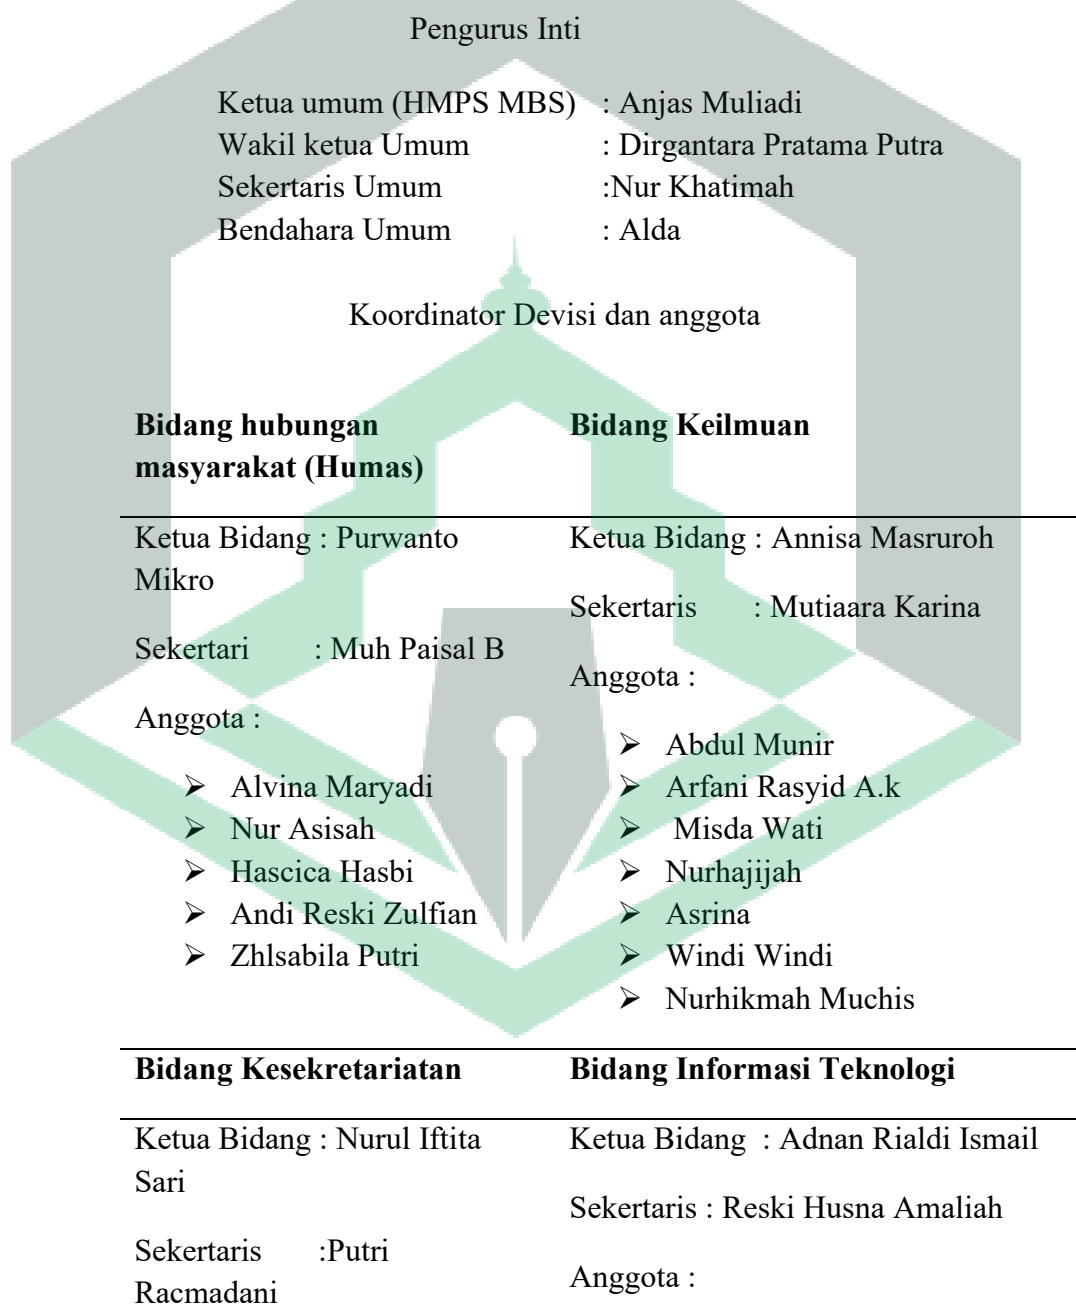 Pengurus Inti
Ketua umum (HMPS MBS) : Anjas Muliadi
Wakil ketua Umum : Dirgantara Pratama Putra
Sekertaris Umum :Nur Khatimah
Bendahara Umum : Alda
Koordinator Devisi dan anggota
Bidang hubungan
masyarakat (Humas)
Ketua Bidang : Purwanto
Mikro
Sekertari : Muh Paisal B
Anggota :
➢ Alvina Maryadi
➢ Nur Asisah
➢ Hascica Hasbi
➢ Andi Reski Zulfian
➢ Zhlsabila Putri
Bidang Keilmuan
Ketua Bidang : Annisa Masruroh
Sekertaris : Mutiaara Karina
Anggota :
➢ Abdul Munir
➢ Arfani Rasyid A.k
➢ Misda Wati
➢ Nurhajijah
➢ Asrina
➢ Windi Windi
➢ Nurhikmah Muchis
Bidang Kesekretariatan
Ketua Bidang : Nurul Iftita
Sari
Sekertaris :Putri
Racmadani
Bidang Informasi Teknologi
Ketua Bidang : Adnan Rialdi Ismail
Sekertaris : Reski Husna Amaliah
Anggota :